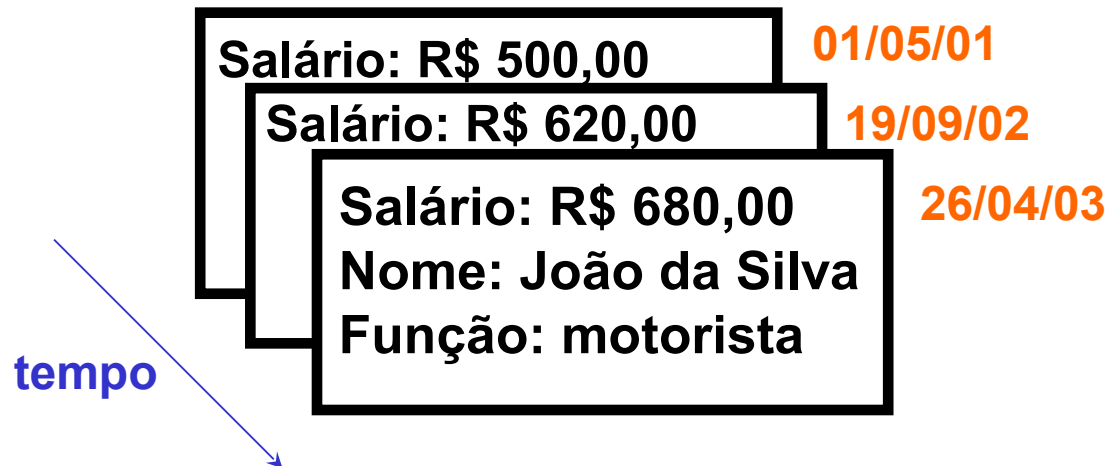 Salário: R$ 500,00
01/05/01
Salário: R$ 620,00
19/09/02
Salário: R$ 680,00
26/04/03
Nome: João da Silva
Função: motorista
tempo